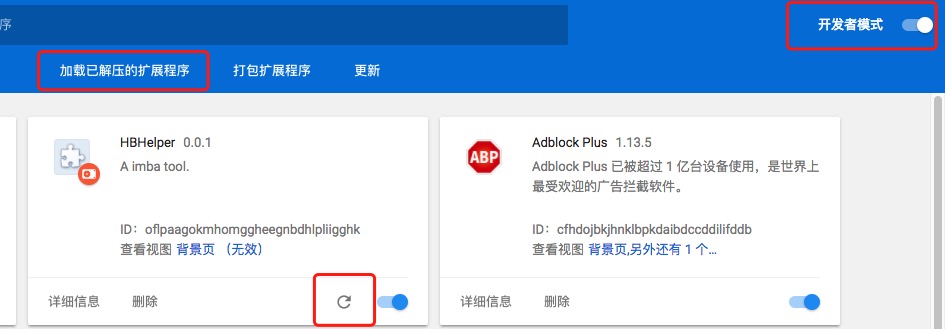 序
开发者模式
加载已解压的扩展程序
打包扩展程序
更新
HBHelper 0.0.1
A imba tool.
ID: oflpaagokmhomggheegnbdhlpliigghk
查看视图 背景页 （无效）
详细信息
删除
ABP
Adblock Plus 1.13.5
Adblock Plus 已被超过 1 亿台设备使用，是世界上
最受欢迎的广告拦截软件。
ID: cfhdojbkjhnklbpkdaibdccddilifddb
查看视图 背景页,另外还有 1 个...
详细信息
删除